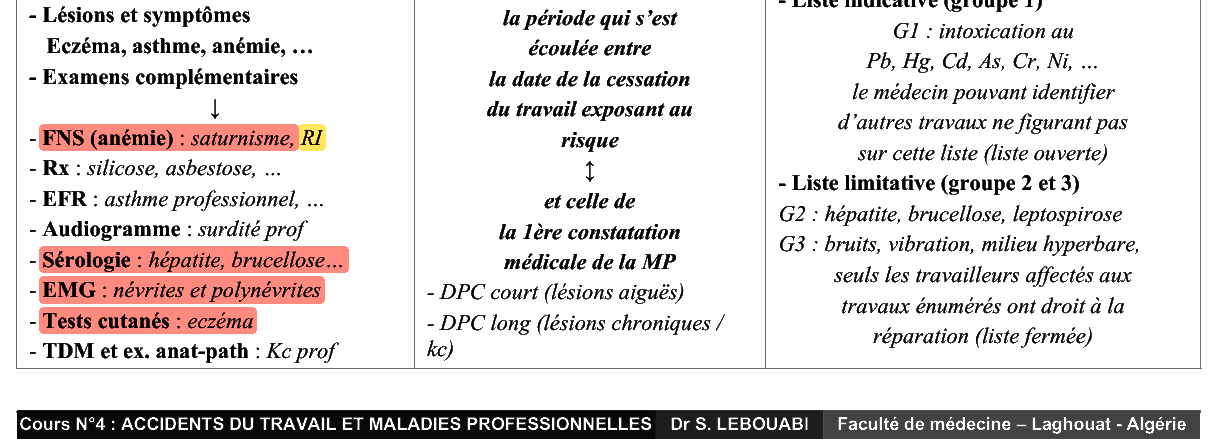 - Lésions et symptômes
Eczéma, asthme, anémie, …
- Examens complémentaires
↓
- FNS (anémie) : saturnisme, RI
- Rx : silicose, asbestose, …
- EFR : asthme professionnel, …
- Audiogramme : surdité prof
- Sérologie : hépatite, brucellose…
- EMG : névrites et polynévrites
- Tests cutanés : eczéma
- TDM et ex. anat-path : Kc prof
la période qui s’est
écoulée entre
la date de la cessation
du travail exposant au
risque
↕
et celle de
la 1ère constatation
médicale de la MP
- DPC court (lésions aiguës)
- DPC long (lésions chroniques /
kc)
- Liste indicative (groupe 1)
G1 : intoxication au
Pb, Hg, Cd, As, Cr, Ni, …
le médecin pouvant identifier
d’autres travaux ne figurant pas
sur cette liste (liste ouverte)
- Liste limitative (groupe 2 et 3)
G2 : hépatite, brucellose, leptospirose
G3 : bruits, vibration, milieu hyperbare,
seuls les travailleurs affectés aux
travaux énumérés ont droit à la
réparation (liste fermée)
Cours N°4 : ACCIDENTS DU TRAVAIL ET MALADIES PROFESSIONNELLES Dr S. LEBOUABI Faculté de médecine – Laghouat - Algérie